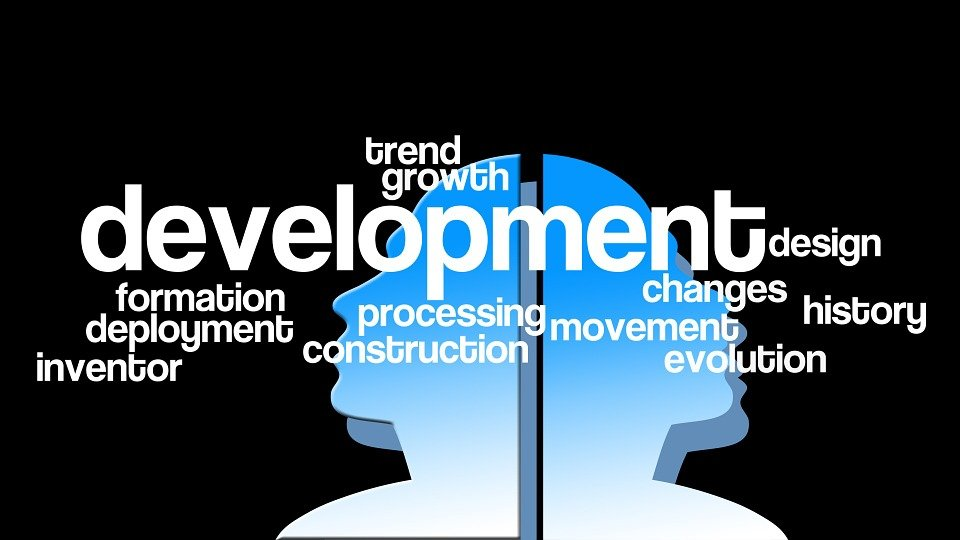 trend
growth
development
design
formation
changes
processing
history
deployment
movement
construction
evolution
inventor